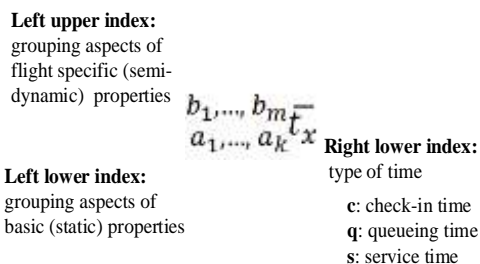 Left upper index:
grouping aspects of
flight specific (semi-
dynamic) properties
b₁,..., bₘ t̄ₓ
a₁,..., aₖ
Right lower index:
type of time
Left lower index:
grouping aspects of
basic (static) properties
c: check-in time
q: queueing time
s: service time